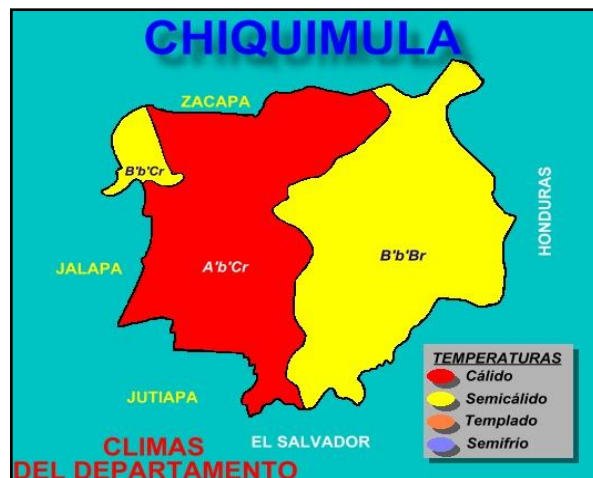 CHIQUIMULA
ZACAPA
B'b'Cr
HONDURAS
JALAPA
A'b'Cr
B'b'Br
TEMPERATURAS
Cálido
Semicálido
Templado
Semifrío
JUTIAPA
EL SALVADOR
CLIMAS
DEL DEPARTAMENTO